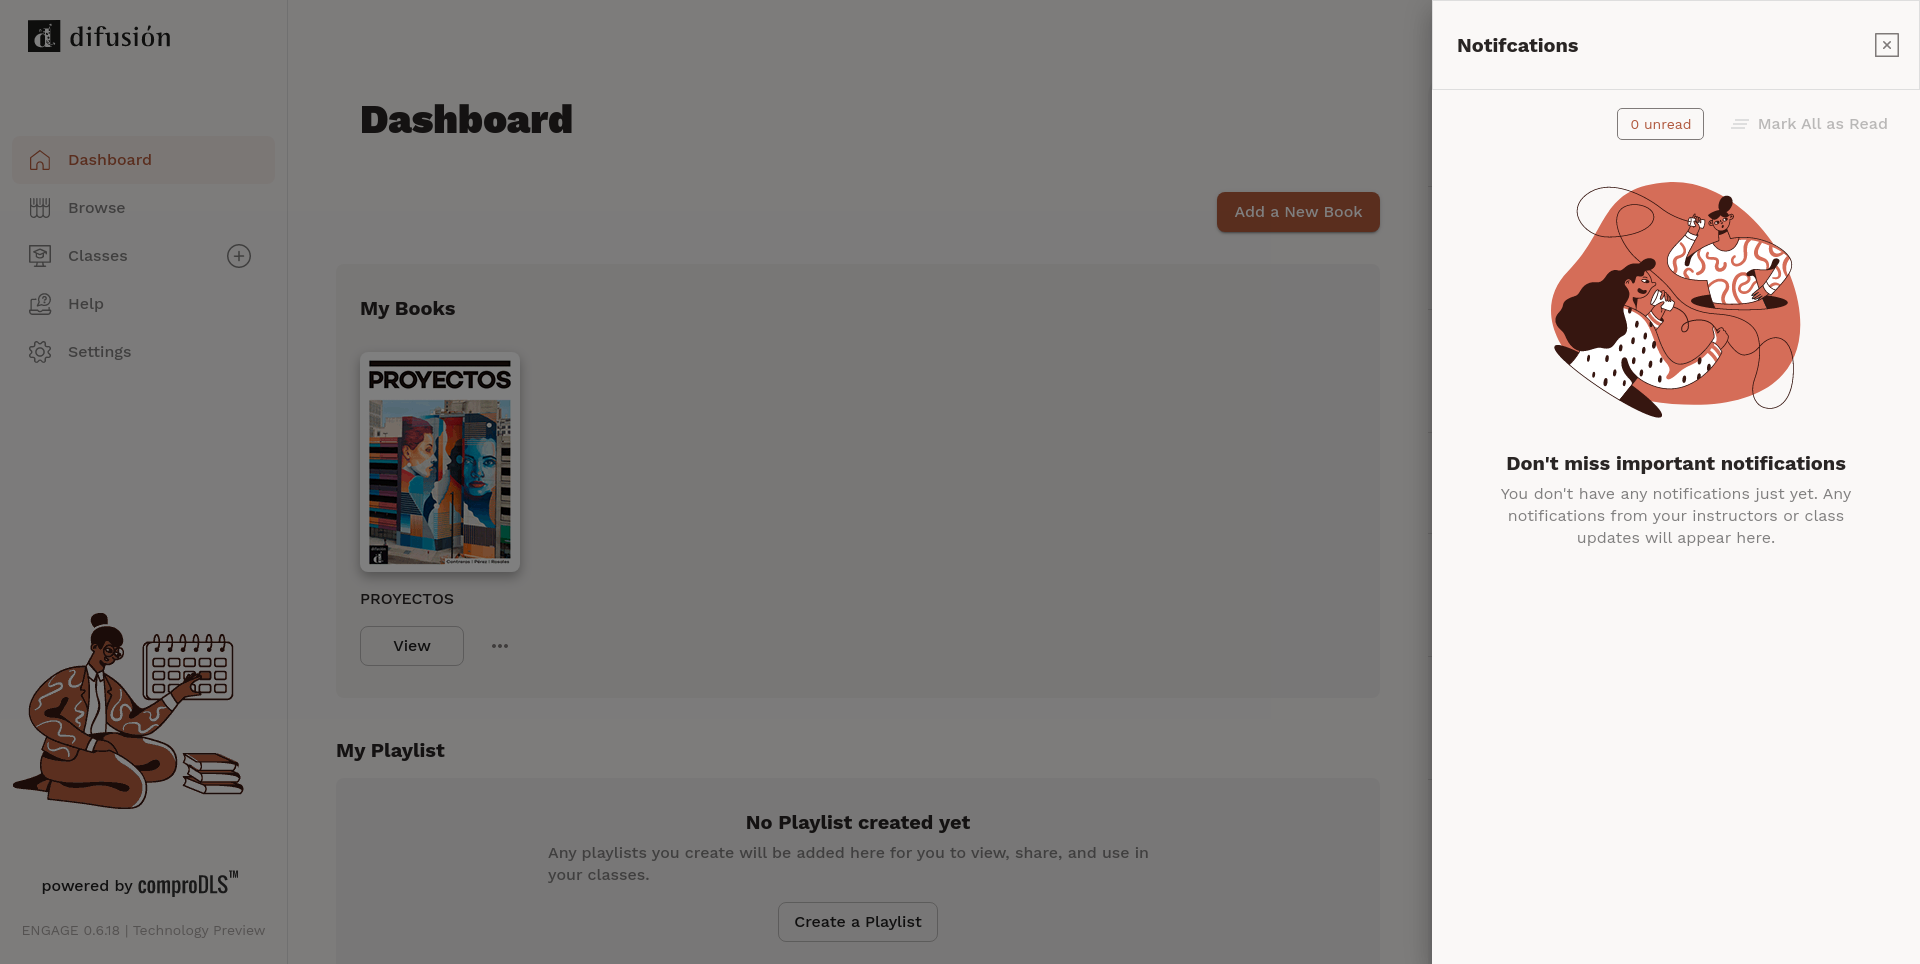 difusión
Dashboard
Browse
Classes
Help
Settings
powered by comproDLS™
ENGAGE 0.6.18 | Technology Preview
Dashboard
Add a New Book
My Books
PROYECTOS
difusión
Contreras | Pérez | Rosales
PROYECTOS
View
My Playlist
No Playlist created yet
Any playlists you create will be added here for you to view, share, and use in
your classes.
Create a Playlist
Notifcations
0 unread
Mark All as Read
Don't miss important notifications
You don't have any notifications just yet. Any
notifications from your instructors or class
updates will appear here.